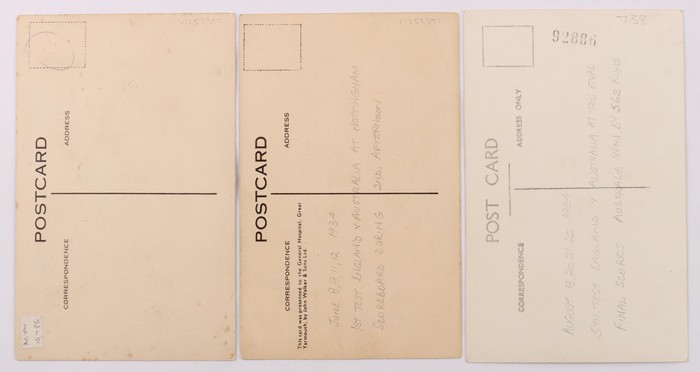 POSTCARD
ADDRESS
CORRESPONDENCE
POSTCARD
ADDRESS
CORRESPONDENCE
This card was presented to the General Hospital, Great
Yarmouth, by John Walker & Sons Ltd.
JUNE 8, 9, 11, 12 1934
1ST TEST ENGLAND V AUSTRALIA AT NOTTINGHAM
SCOREBOARD DURING 2ND. AFTERNOON
738
92886
POST CARD
ADDRESS ONLY
CORRESPONDENCE
AUGUST 18, 20, 21, 22 1934
5TH. TEST ENGLAND V AUSTRALIA AT THE OVAL
FINAL SCORES AUSTRALIA WON BY 562 RUNS